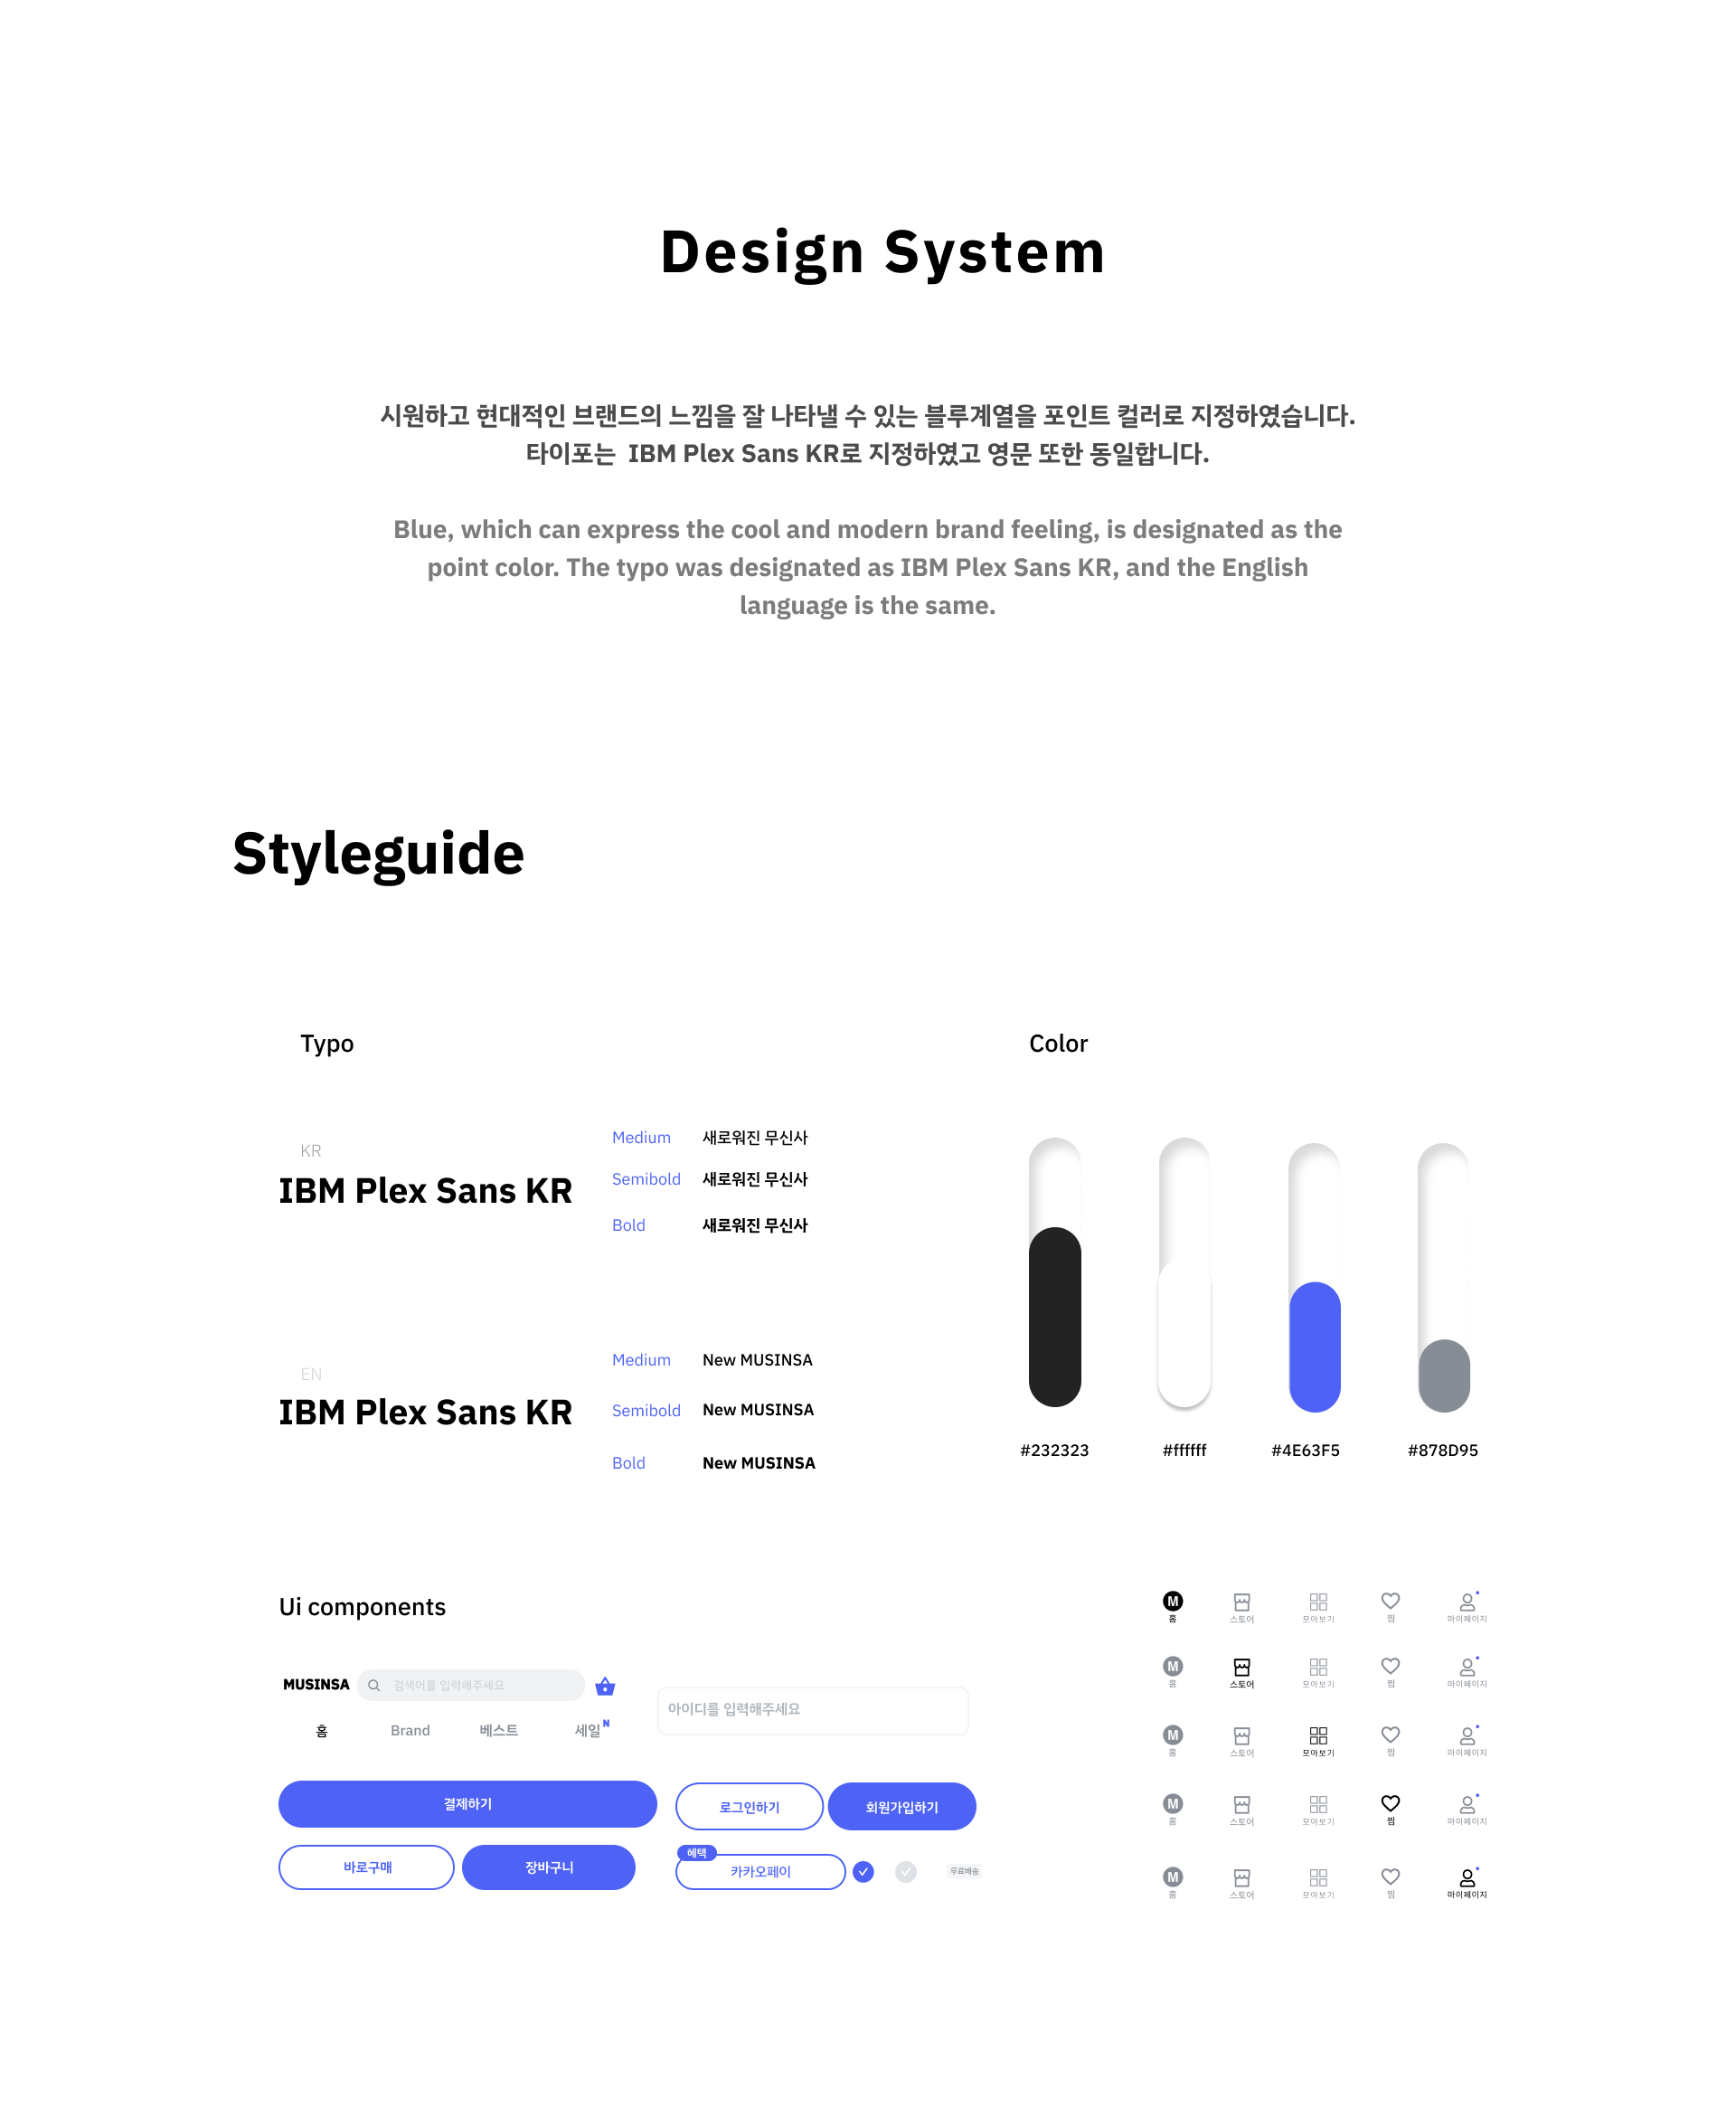 Design System
시원하고 현대적인 브랜드의 느낌을 잘 나타낼 수 있는 블루계열을 포인트 컬러로 지정하였습니다.
타이포는 IBM Plex Sans KR로 지정하였고 영문 또한 동일합니다.
Blue, which can express the cool and modern brand feeling, is designated as the
point color. The typo was designated as IBM Plex Sans KR, and the English
language is the same.
Styleguide
Typo
KR
IBM Plex Sans KR
Medium 새로워진 무신사
Semibold 새로워진 무신사
Bold 새로워진 무신사
EN
IBM Plex Sans KR
Medium New MUSINSA
Semibold New MUSINSA
Bold New MUSINSA
Color
#232323 #ffffff #4E63F5 #878D95
Ui components
MUSINSA 검색어를 입력해주세요
홈 Brand 베스트 세일 N
아이디를 입력해주세요
결제하기
로그인하기 회원가입하기
바로구매 장바구니
혜택
카카오페이
무료배송
M
홈 스토어 모아보기 찜 마이페이지
M
홈 스토어 모아보기 찜 마이페이지
M
홈 스토어 모아보기 찜 마이페이지
M
홈 스토어 모아보기 찜 마이페이지
M
홈 스토어 모아보기 찜 마이페이지